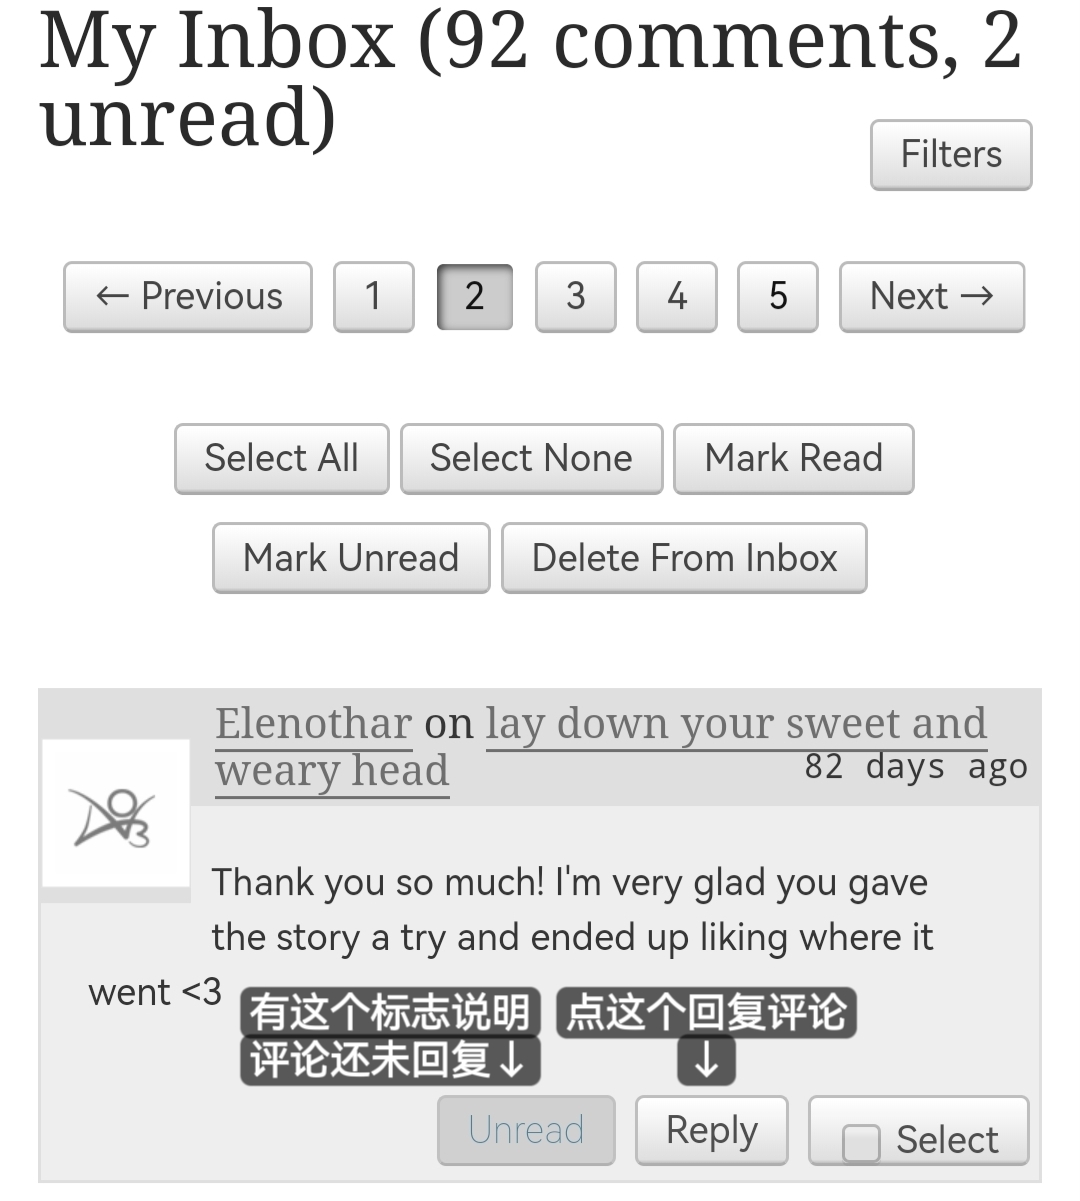 My Inbox (92 comments, 2
unread)
Filters
← Previous 1 2 3 4 5 Next →
Select All Select None Mark Read
Mark Unread Delete From Inbox
Elenothar on lay down your sweet and
weary head 82 days ago
Thank you so much! I'm very glad you gave
the story a try and ended up liking where it
went <3
有这个标志说明
评论还未回复↓
点这个回复评论
↓
Unread Reply Select